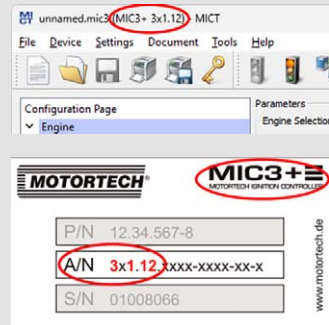 unnamed.mic3 (MIC3+ 3x1.12) - MICT
File Device Settings Document Tools Help
Configuration Page
Engine
Parameters
Engine Selection
MOTORTECH®
MIC3+
MOTORTECH IGNITION CONTROLLER
P/N 12.34.567-8
A/N 3x1.12.xxxx-xxxx-xx-x
S/N 01008066
www.motortech.de